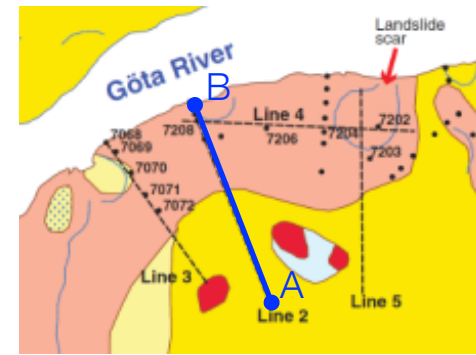 Landslide
scar
Göta River
B
Line 4
7068
7069
7208
7206
7204
7202
7203
7070
7071
7072
Line 3
A
Line 2
Line 5